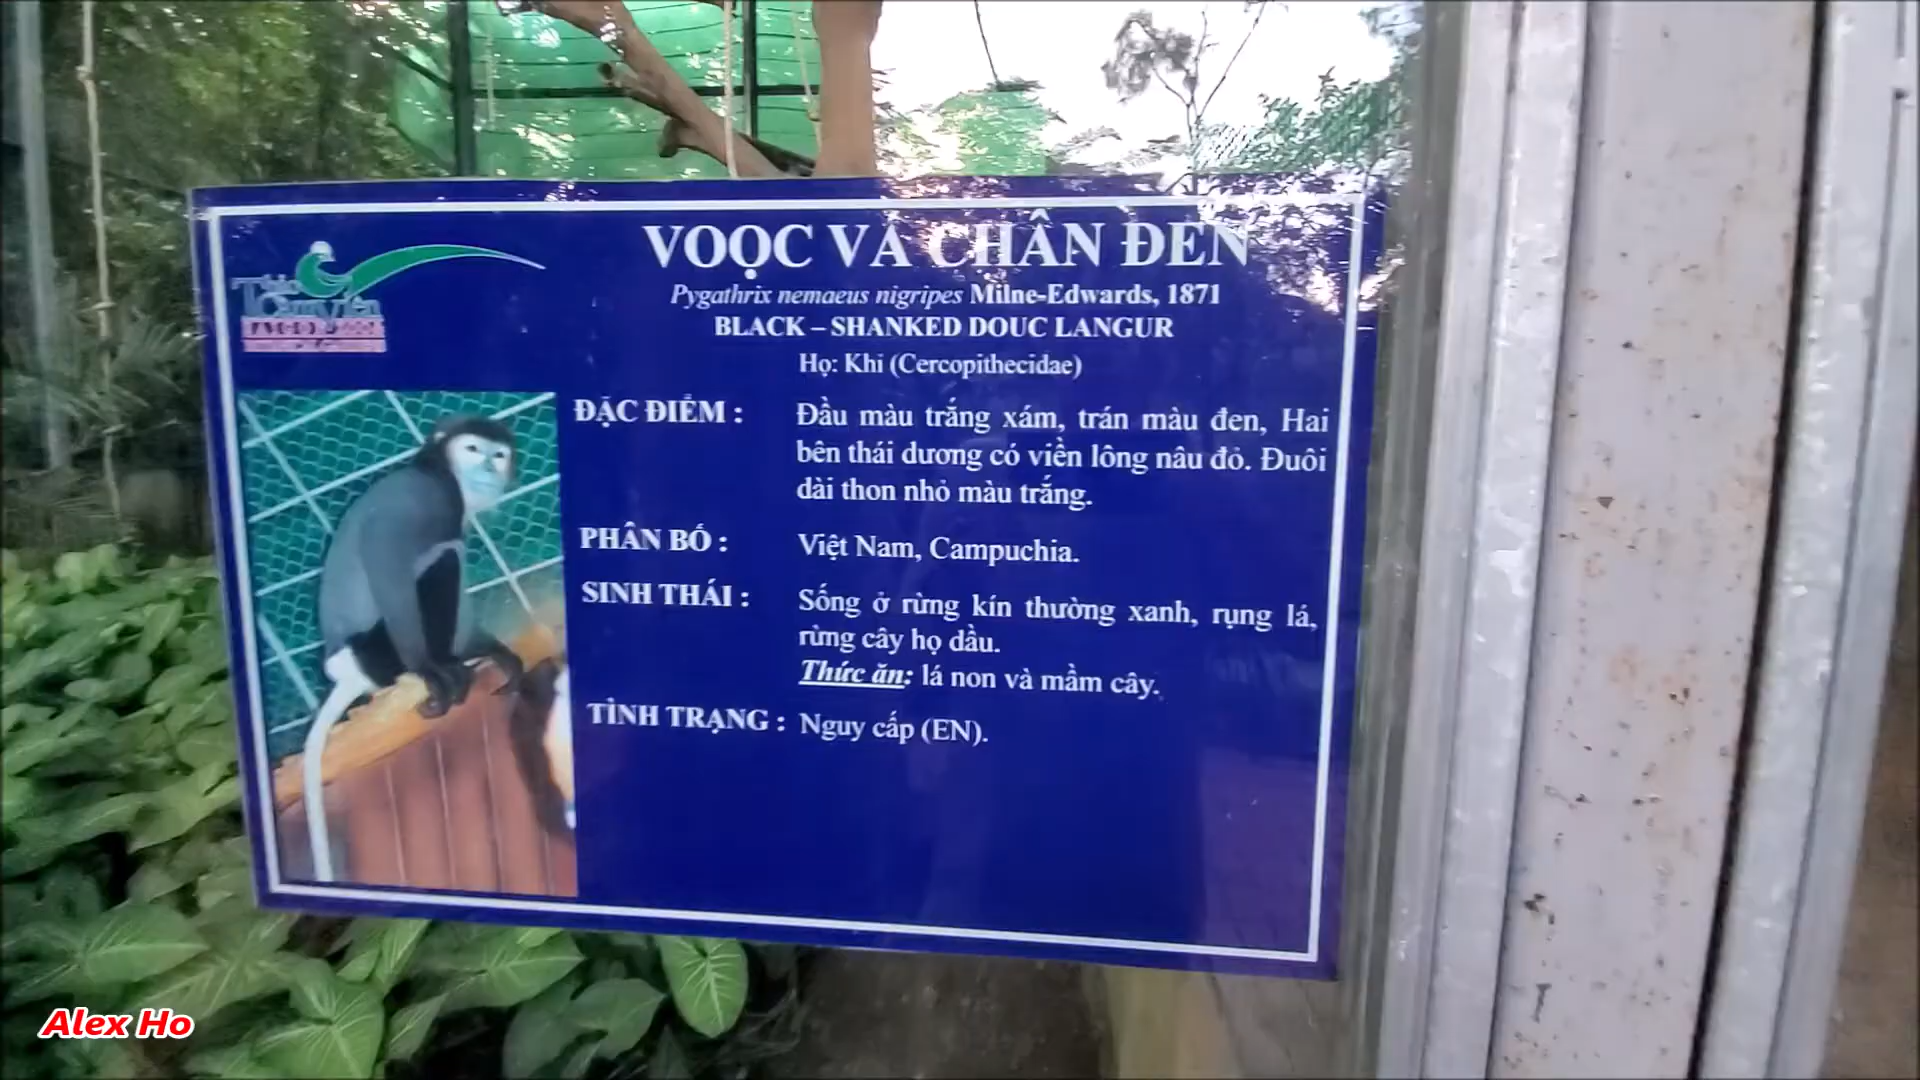 VOỌC VÁ CHÂN ĐEN
Pygathrix nemaeus nigripes Milne-Edwards, 1871
BLACK – SHANKED DOUC LANGUR
Họ: Khỉ (Cercopithecidae)
Thảo
Cầm Viên
ĐẶC ĐIỂM : Đầu màu trắng xám, trán màu đen, Hai
bên thái dương có viền lông nâu đỏ. Đuôi
dài thon nhỏ màu trắng.
PHÂN BỐ : Việt Nam, Campuchia.
SINH THÁI : Sống ở rừng kín thường xanh, rụng lá,
rừng cây họ dầu.
Thức ăn: lá non và mầm cây.
TÌNH TRẠNG : Nguy cấp (EN).
Alex Ho